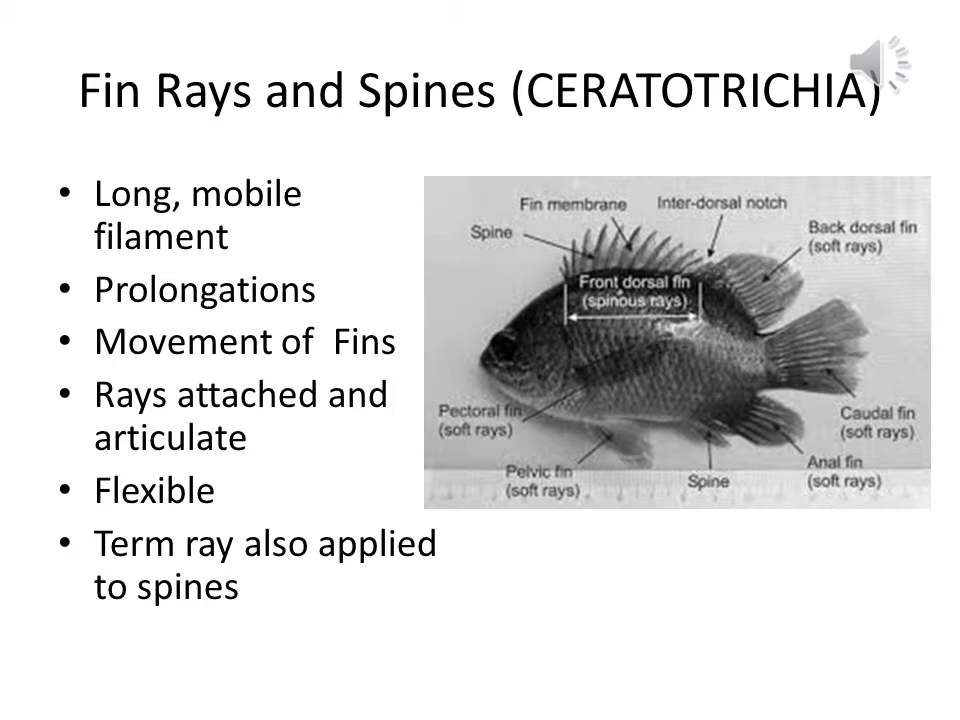 Fin Rays and Spines (CERATOTRICHIA)
• Long, mobile
filament
• Prolongations
• Movement of Fins
• Rays attached and
articulate
• Flexible
• Term ray also applied
to spines
Fin membrane
Inter-dorsal notch
Spine
Back dorsal fin
(soft rays)
Front dorsal fin
(spinous rays)
Pectoral fin
(soft rays)
Caudal fin
(soft rays)
Pelvic fin
(soft rays)
Spine
Anal fin
(soft rays)